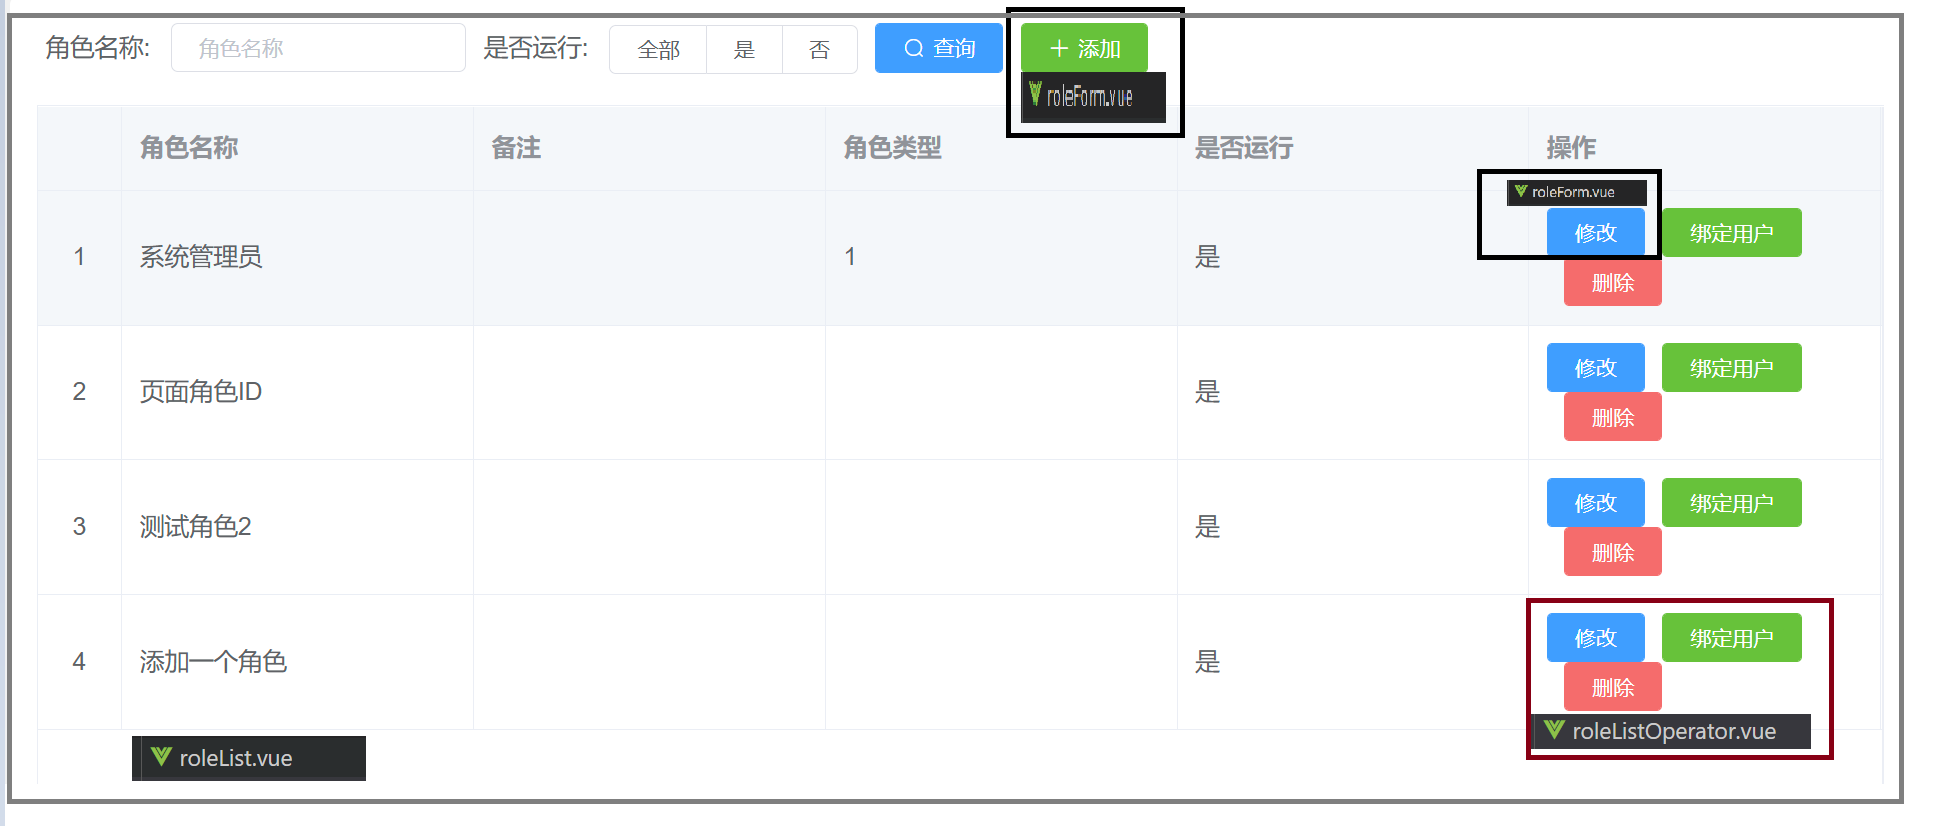 角色名称: 角色名称 是否运行: 全部 是 否 查询 添加
roleForm.vue
角色名称 备注 角色类型 是否运行 操作
roleForm.vue
1 系统管理员 1 是 修改 绑定用户
删除
2 页面角色ID 是 修改 绑定用户
删除
3 测试角色2 是 修改 绑定用户
删除
4 添加一个角色 是 修改 绑定用户
删除
roleListOperator.vue
roleList.vue